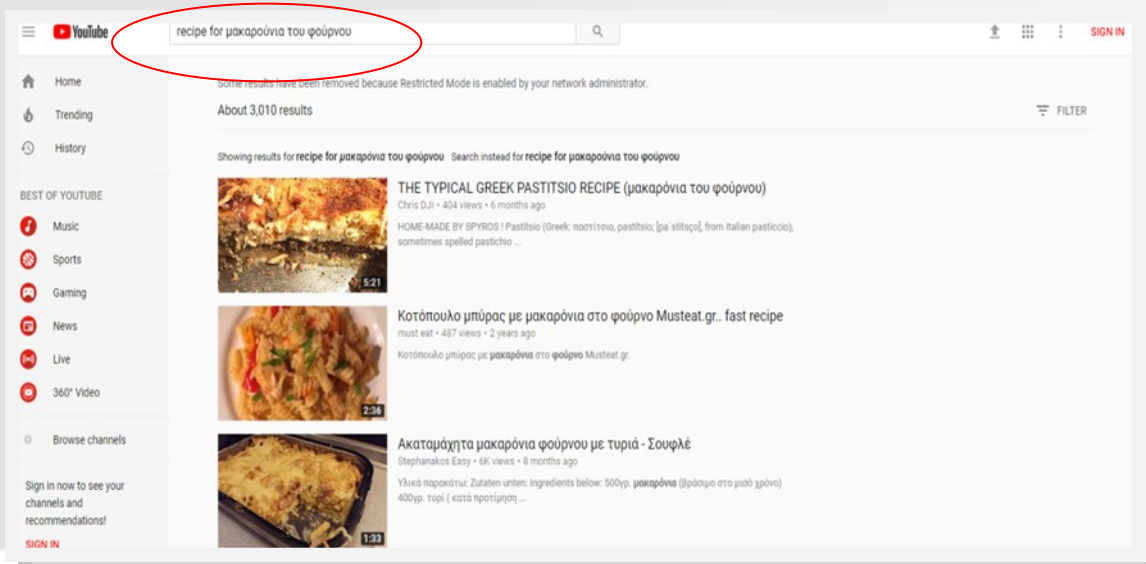 YouTube
recipe for μακαρούνια του φούρνου
SIGN IN
Home
Trending
History
BEST OF YOUTUBE
Music
Sports
Gaming
News
Live
360° Video
Browse channels
Sign in now to see your
channels and
recommendations!
SIGN IN
Some results have been removed because Restricted Mode is enabled by your network administrator.
About 3,010 results
FILTER
Showing results for recipe for μακαρόνια του φούρνου Search instead for recipe for μακαρούνια του φούρνου
5:21
THE TYPICAL GREEK PASTITSIO RECIPE (μακαρόνια του φούρνου)
Chris DJI • 404 views • 6 months ago
HOME-MADE BY SPYROS ! Pastitsio (Greek: παστίτσιο, pastítsio; [paˈstitsço], from Italian pasticcio),
sometimes spelled pastichio ...
2:36
Κοτόπουλο μπύρας με μακαρόνια στο φούρνο Musteat.gr.. fast recipe
must eat • 487 views • 2 years ago
Κοτόπουλο μπύρας με μακαρόνια στο φούρνο Musteat.gr.
1:33
Ακαταμάχητα μακαρόνια φούρνου με τυριά - Σουφλέ
Stephanakos Easy • 6K views • 8 months ago
Υλικά παρακάτω: Zutaten unten: Ingredients below: 500γρ. μακαρόνια (βράσιμο στο μισό χρόνο)
400γρ. τυρί ( κατά προτίμηση ...